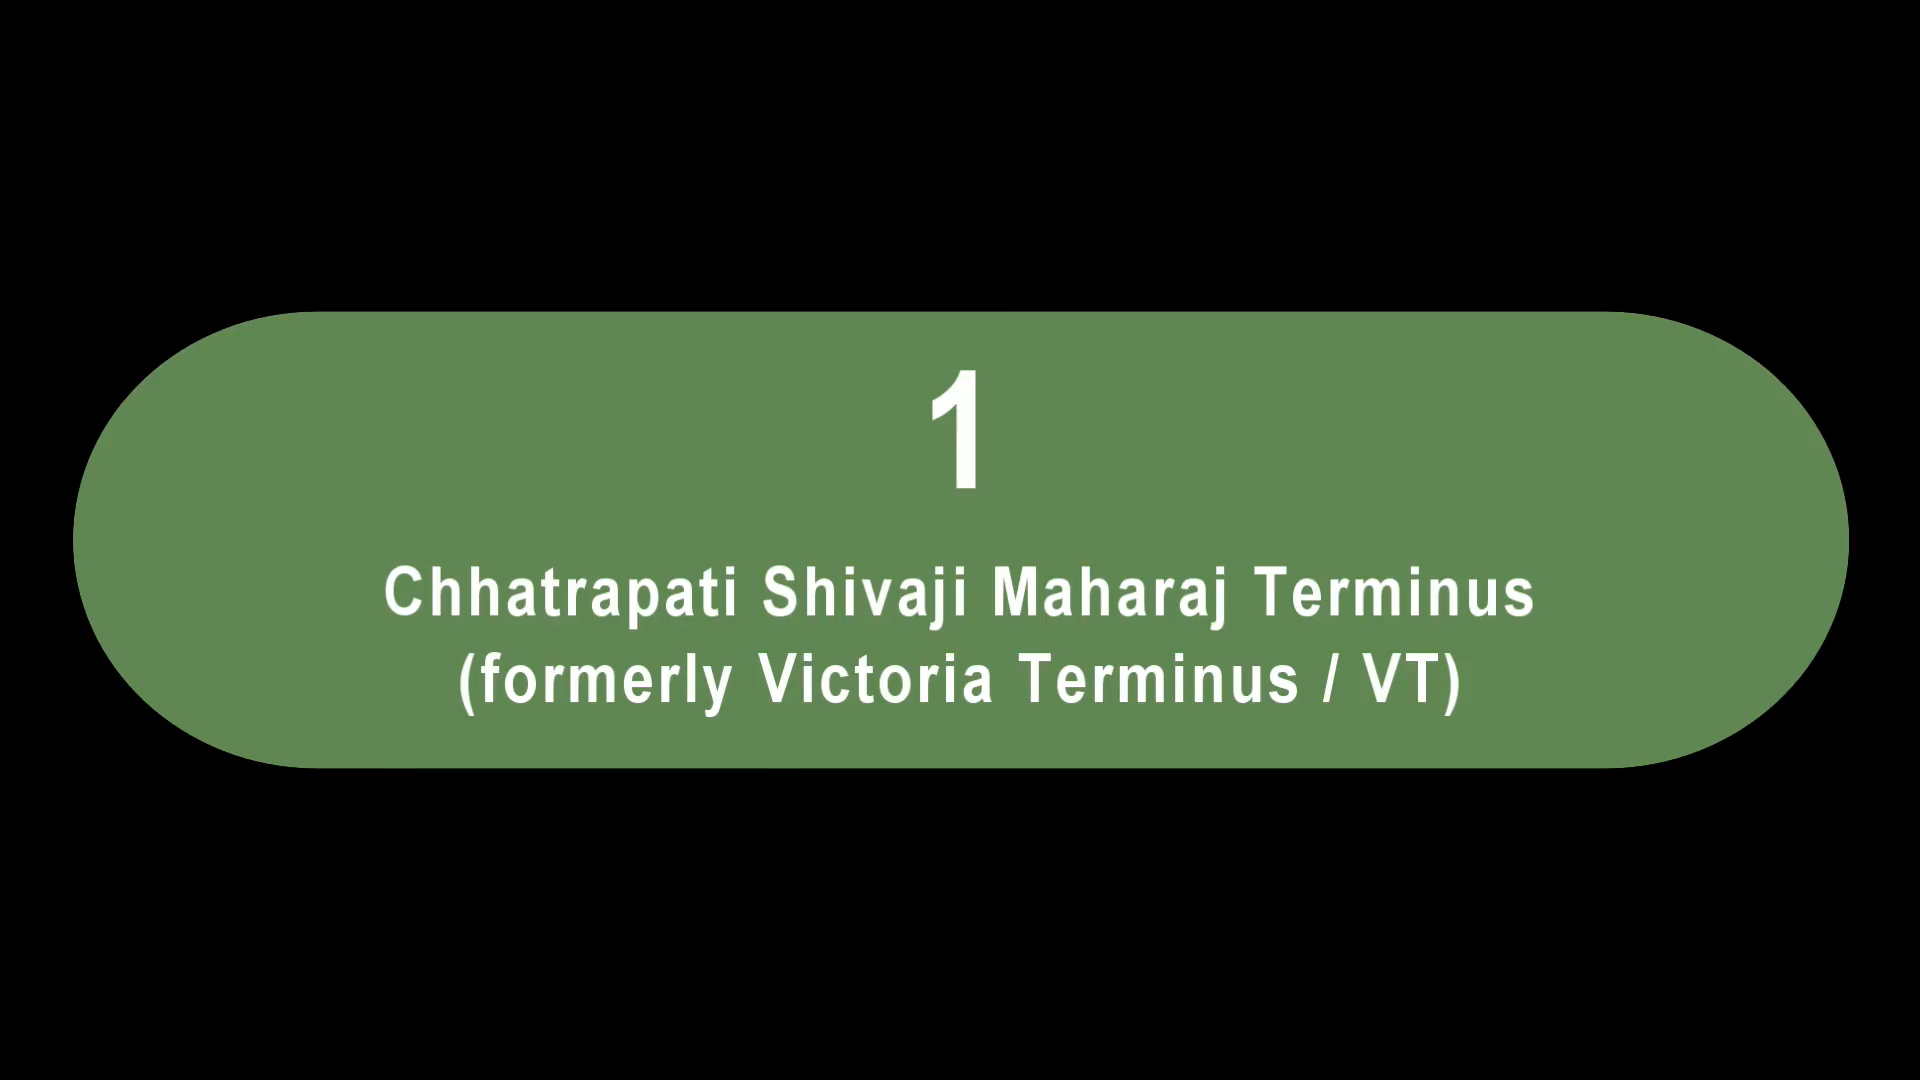 1
Chhatrapati Shivaji Maharaj Terminus
(formerly Victoria Terminus / VT)